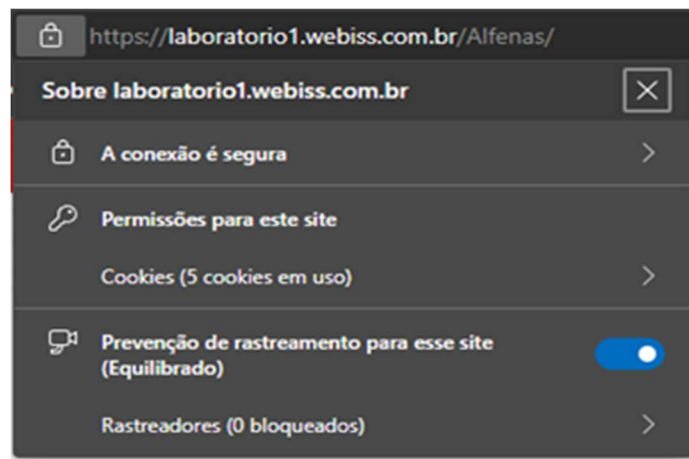 https://laboratorio1.webiss.com.br/Alfenas/
Sobre laboratorio1.webiss.com.br
A conexão é segura
Permissões para este site
Cookies (5 cookies em uso)
Prevenção de rastreamento para esse site
(Equilibrado)
Rastreadores (0 bloqueados)